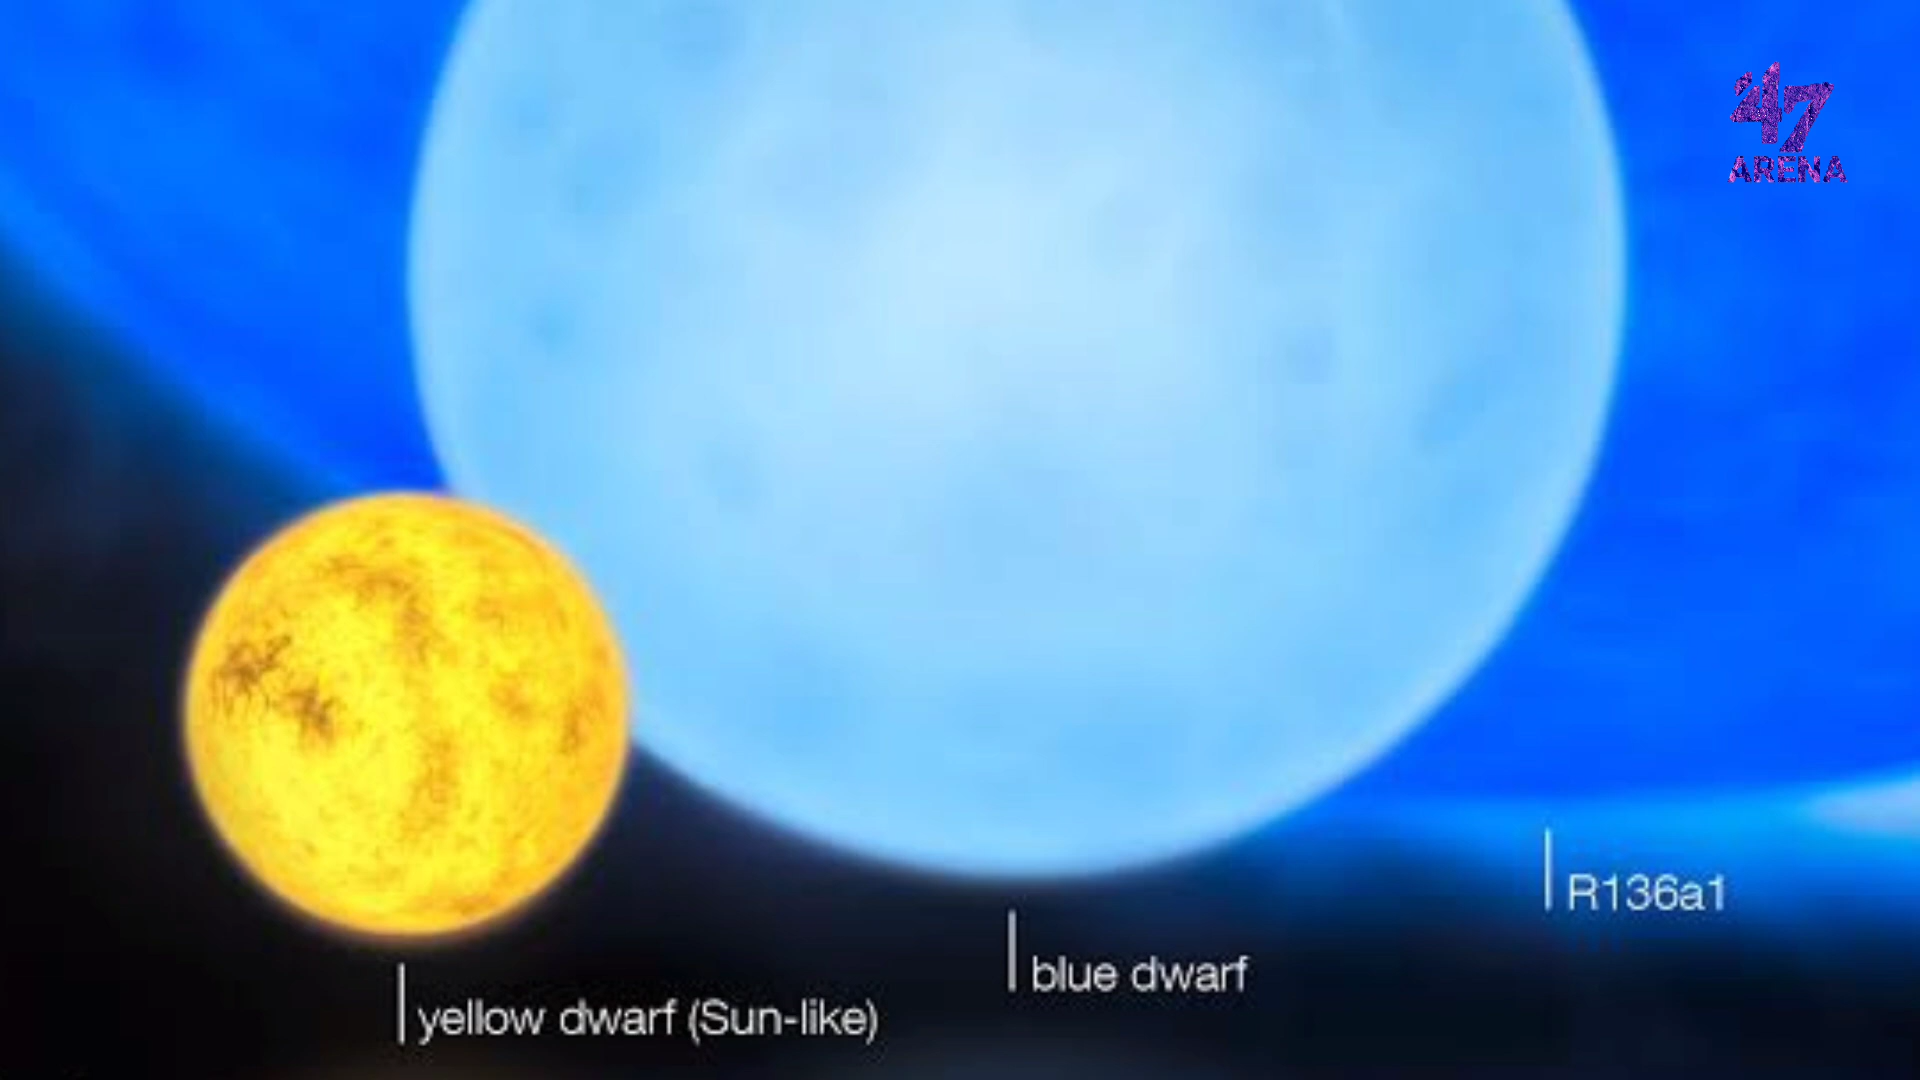 47
ARENA
R136a1
blue dwarf
yellow dwarf (Sun-like)